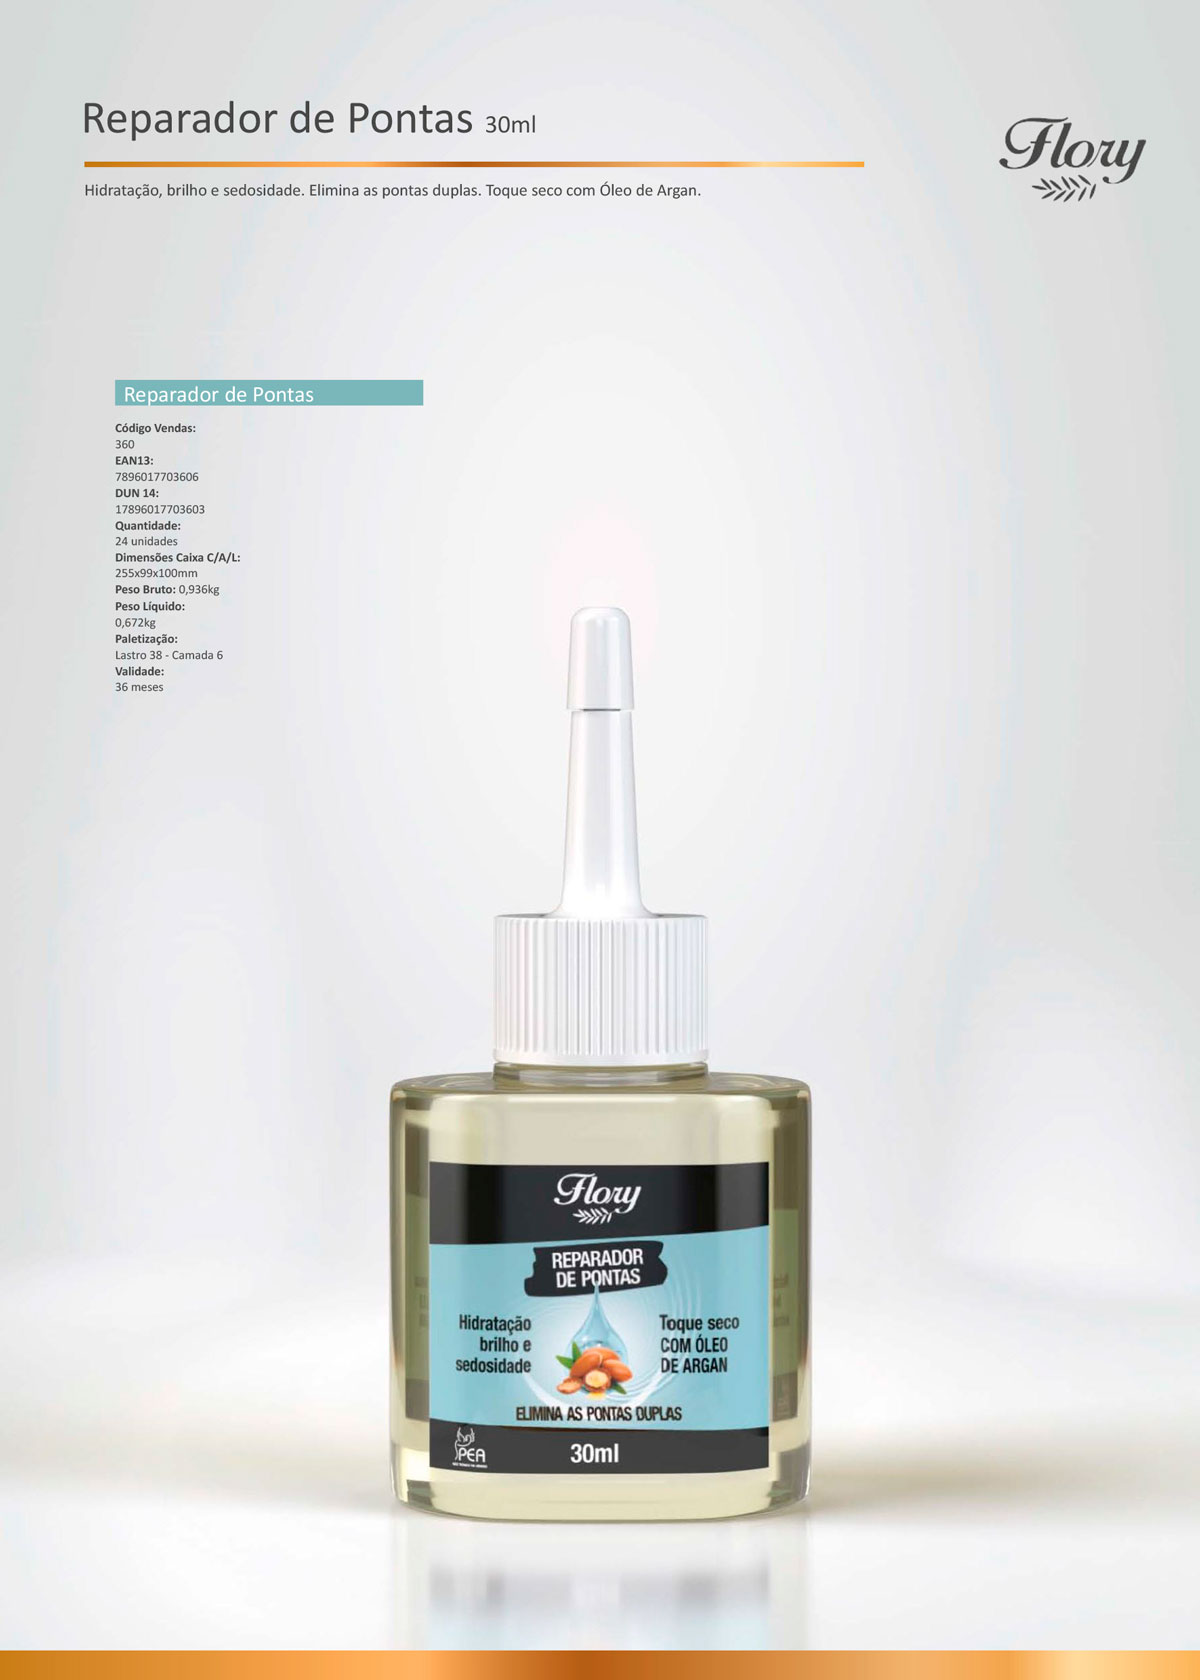 Reparador de Pontas 30ml
Flory
Hidratação, brilho e sedosidade. Elimina as pontas duplas. Toque seco com Óleo de Argan.
Reparador de Pontas
Código Vendas:
360
EAN13:
7896017703606
DUN 14:
17896017703603
Quantidade:
24 unidades
Dimensões Caixa C/A/L:
255x99x100mm
Peso Bruto: 0,936kg
Peso Líquido:
0,672kg
Paletização:
Lastro 38 - Camada 6
Validade:
36 meses
Flory
REPARADOR
DE PONTAS
Hidratação
brilho e
sedosidade
Toque seco
COM ÓLEO
DE ARGAN
ELIMINA AS PONTAS DUPLAS
PEA
30ml